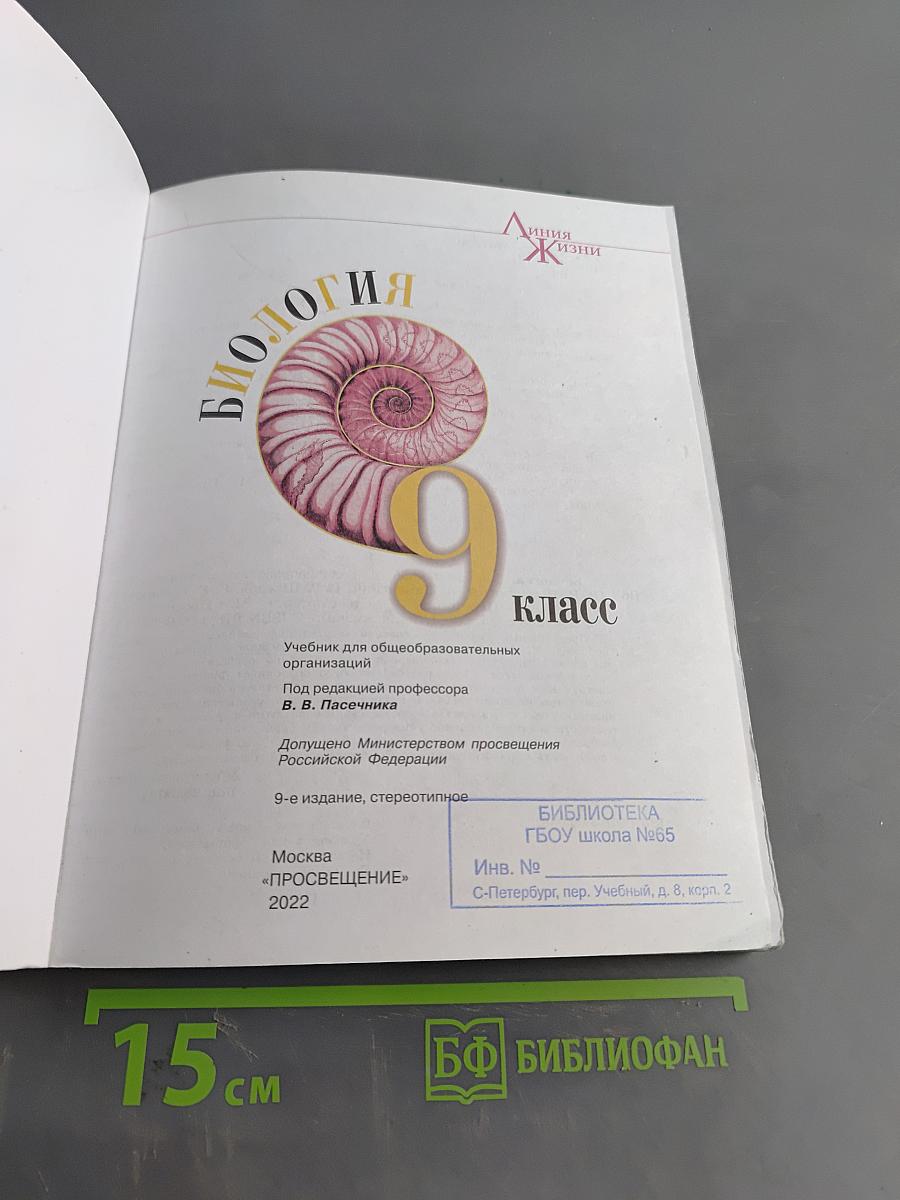 Линия
Жизни
БИОЛОГИЯ
9
класс
Учебник для общеобразовательных
организаций
Под редакцией профессора
В. В. Пасечника
Допущено Министерством просвещения
Российской Федерации
9-е издание, стереотипное
Москва
«ПРОСВЕЩЕНИЕ»
2022
БИБЛИОТЕКА
ГБОУ школа №65
Инв. №
С-Петербург, пер. Учебный, д. 8, корп. 2
15 см
БФ БИБЛИОФАН